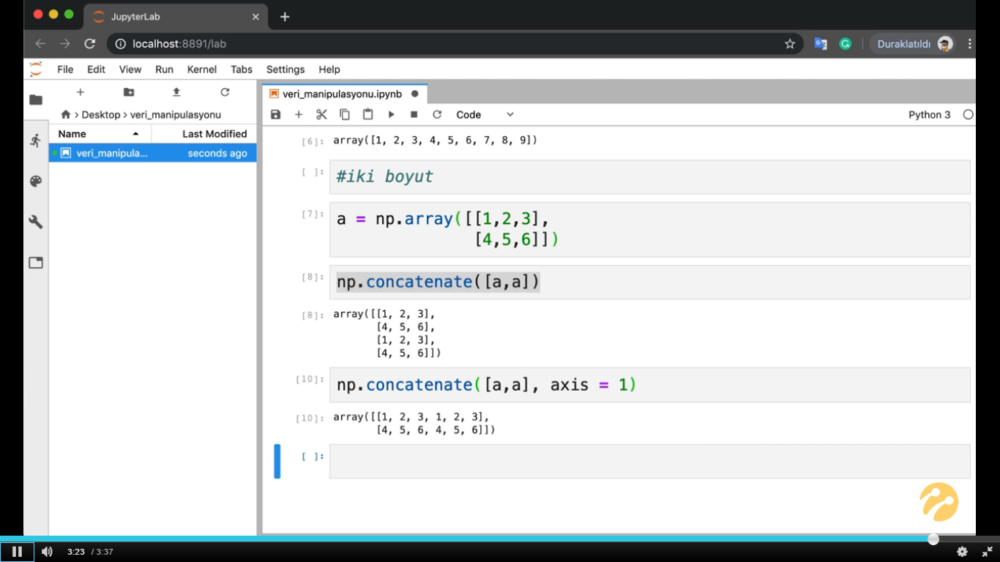 JupyterLab
localhost:8891/lab
Duraklatıldı
File Edit View Run Kernel Tabs Settings Help
veri_manipulasyonu.ipynb
Desktop > veri_manipulasyonu
Code
Python 3
Name Last Modified
veri_manipula... seconds ago
[6]: array([1, 2, 3, 4, 5, 6, 7, 8, 9])
[ ]: #iki boyut
[7]: a = np.array([[1,2,3],
[4,5,6]])
[8]: np.concatenate([a,a])
[8]: array([[1, 2, 3],
[4, 5, 6],
[1, 2, 3],
[4, 5, 6]])
[10]: np.concatenate([a,a], axis = 1)
[10]: array([[1, 2, 3, 1, 2, 3],
[4, 5, 6, 4, 5, 6]])
[ ]:
3:23 / 3:37